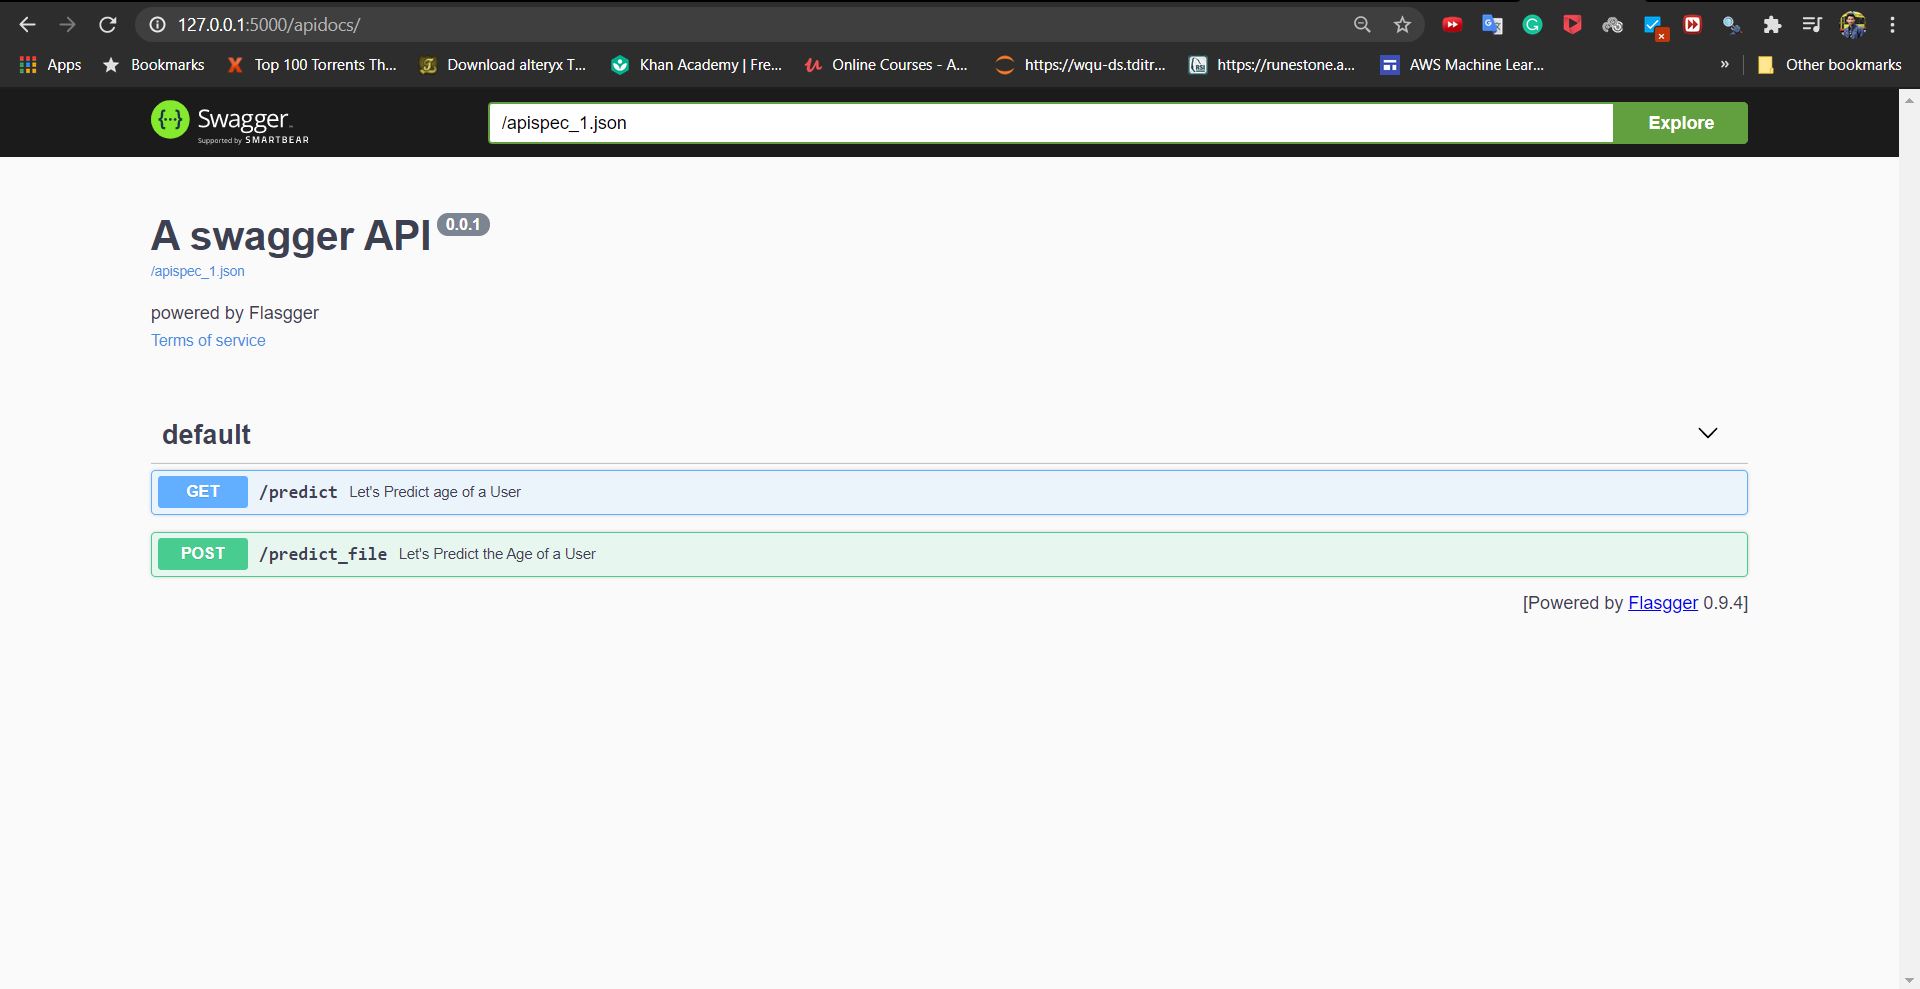 127.0.0.1:5000/apidocs/
Apps Bookmarks Top 100 Torrents Th... Download alteryx T... Khan Academy | Fre... Online Courses - A... https://wqu-ds.tditr... https://runestone.a... AWS Machine Lear... » Other bookmarks
Swagger
Supported by SMARTBEAR
/apispec_1.json Explore
A swagger API 0.0.1
/apispec_1.json
powered by Flasgger
Terms of service
default
GET /predict Let's Predict age of a User
POST /predict_file Let's Predict the Age of a User
[Powered by Flasgger 0.9.4]